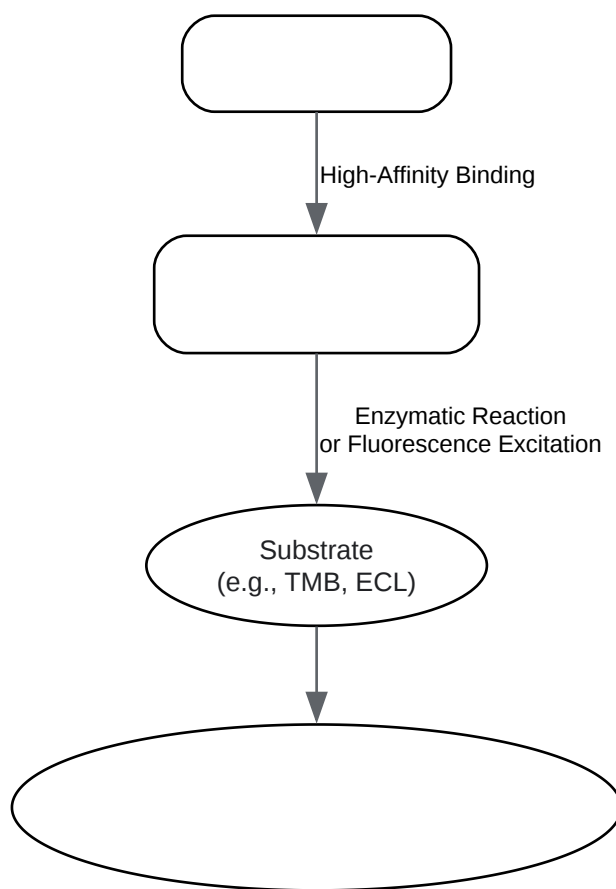 High-Affinity Binding
Enzymatic Reaction
or Fluorescence Excitation
Substrate
(e.g., TMB, ECL)